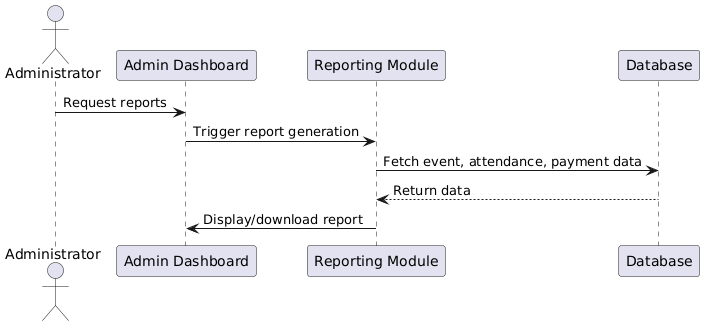 Administrator
Admin Dashboard
Reporting Module
Database
Request reports
Trigger report generation
Fetch event, attendance, payment data
Return data
Display/download report
Administrator
Admin Dashboard
Reporting Module
Database